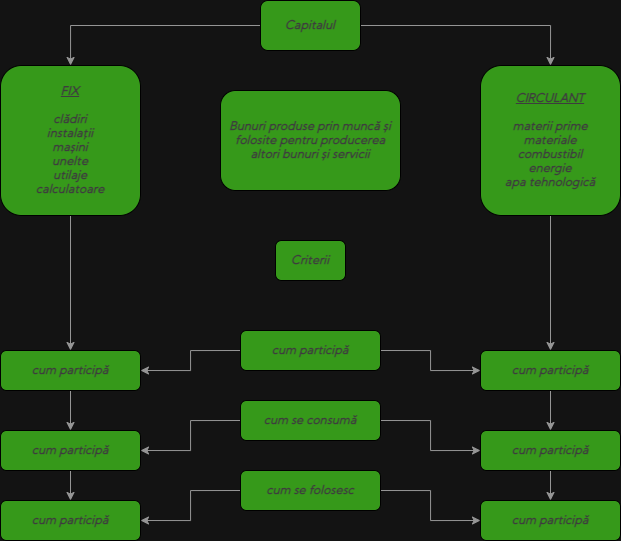 Capitalul
FIX
clădiri
instalații
mașini
unelte
utilaje
calculatoare
Bunuri produse prin muncă și
folosite pentru producerea
altori bunuri și servicii
CIRCULANT
materii prime
materiale
combustibil
energie
apa tehnologică
Criterii
cum participă
cum participă
cum participă
cum se consumă
cum participă
cum participă
cum se folosesc
cum participă
cum participă